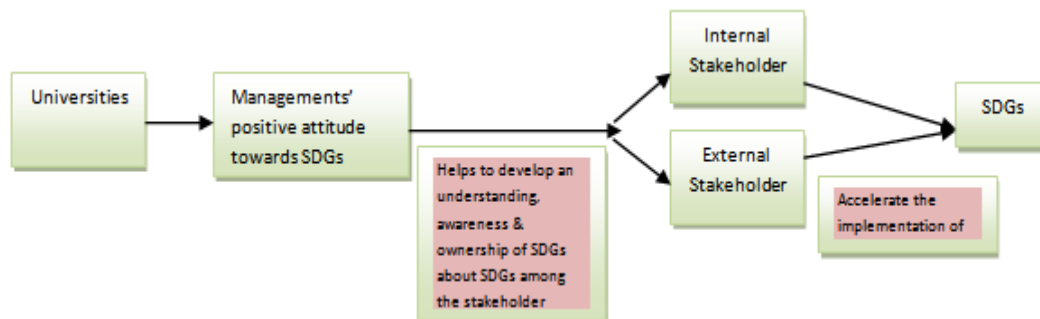 Universities
Managements’
positive attitude
towards SDGs
Helps to develop an
understanding,
awareness &
ownership of SDGs
about SDGs among
the stakeholder
Internal
Stakeholder
External
Stakeholder
Accelerate the
implementation of
SDGs